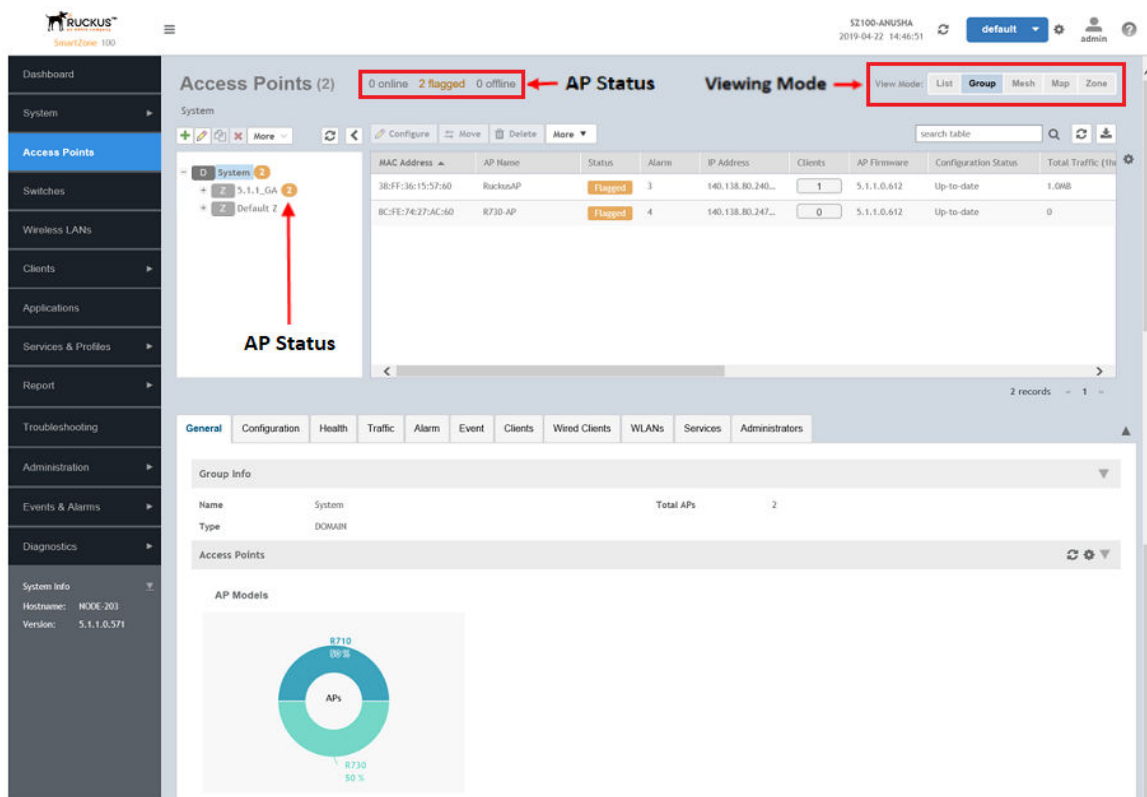 RUCKUS™
SmartZone 100
SZ100-ANUSHA
2019-04-22 14:46:51
default
admin
Dashboard
System
Access Points
Switches
Wireless LANs
Clients
Applications
Services & Profiles
Report
Troubleshooting
Administration
Events & Alarms
Diagnostics
System Info
Hostname: NODE-203
Version: 5.1.1.0.571
Access Points (2)
0 online 2 flagged 0 offline
AP Status
Viewing Mode
View Mode: List Group Mesh Map Zone
System
More
Configure Move Delete More
search table
D System 2
Z 5.1.1_GA 2
Z Default Z
AP Status
MAC Address AP Name Status Alarm IP Address Clients AP Firmware Configuration Status Total Traffic (1h
38:FF:36:15:57:60 RuckusAP Flagged 3 140.138.80.240... 1 5.1.1.0.612 Up-to-date 1.0MB
BC:FE:74:27:AC:60 R730-AP Flagged 4 140.138.80.247... 0 5.1.1.0.612 Up-to-date 0
2 records 1
General Configuration Health Traffic Alarm Event Clients Wired Clients WLANs Services Administrators
Group Info
Name System Total APs 2
Type DOMAIN
Access Points
AP Models
R710
APs
R730
50 %